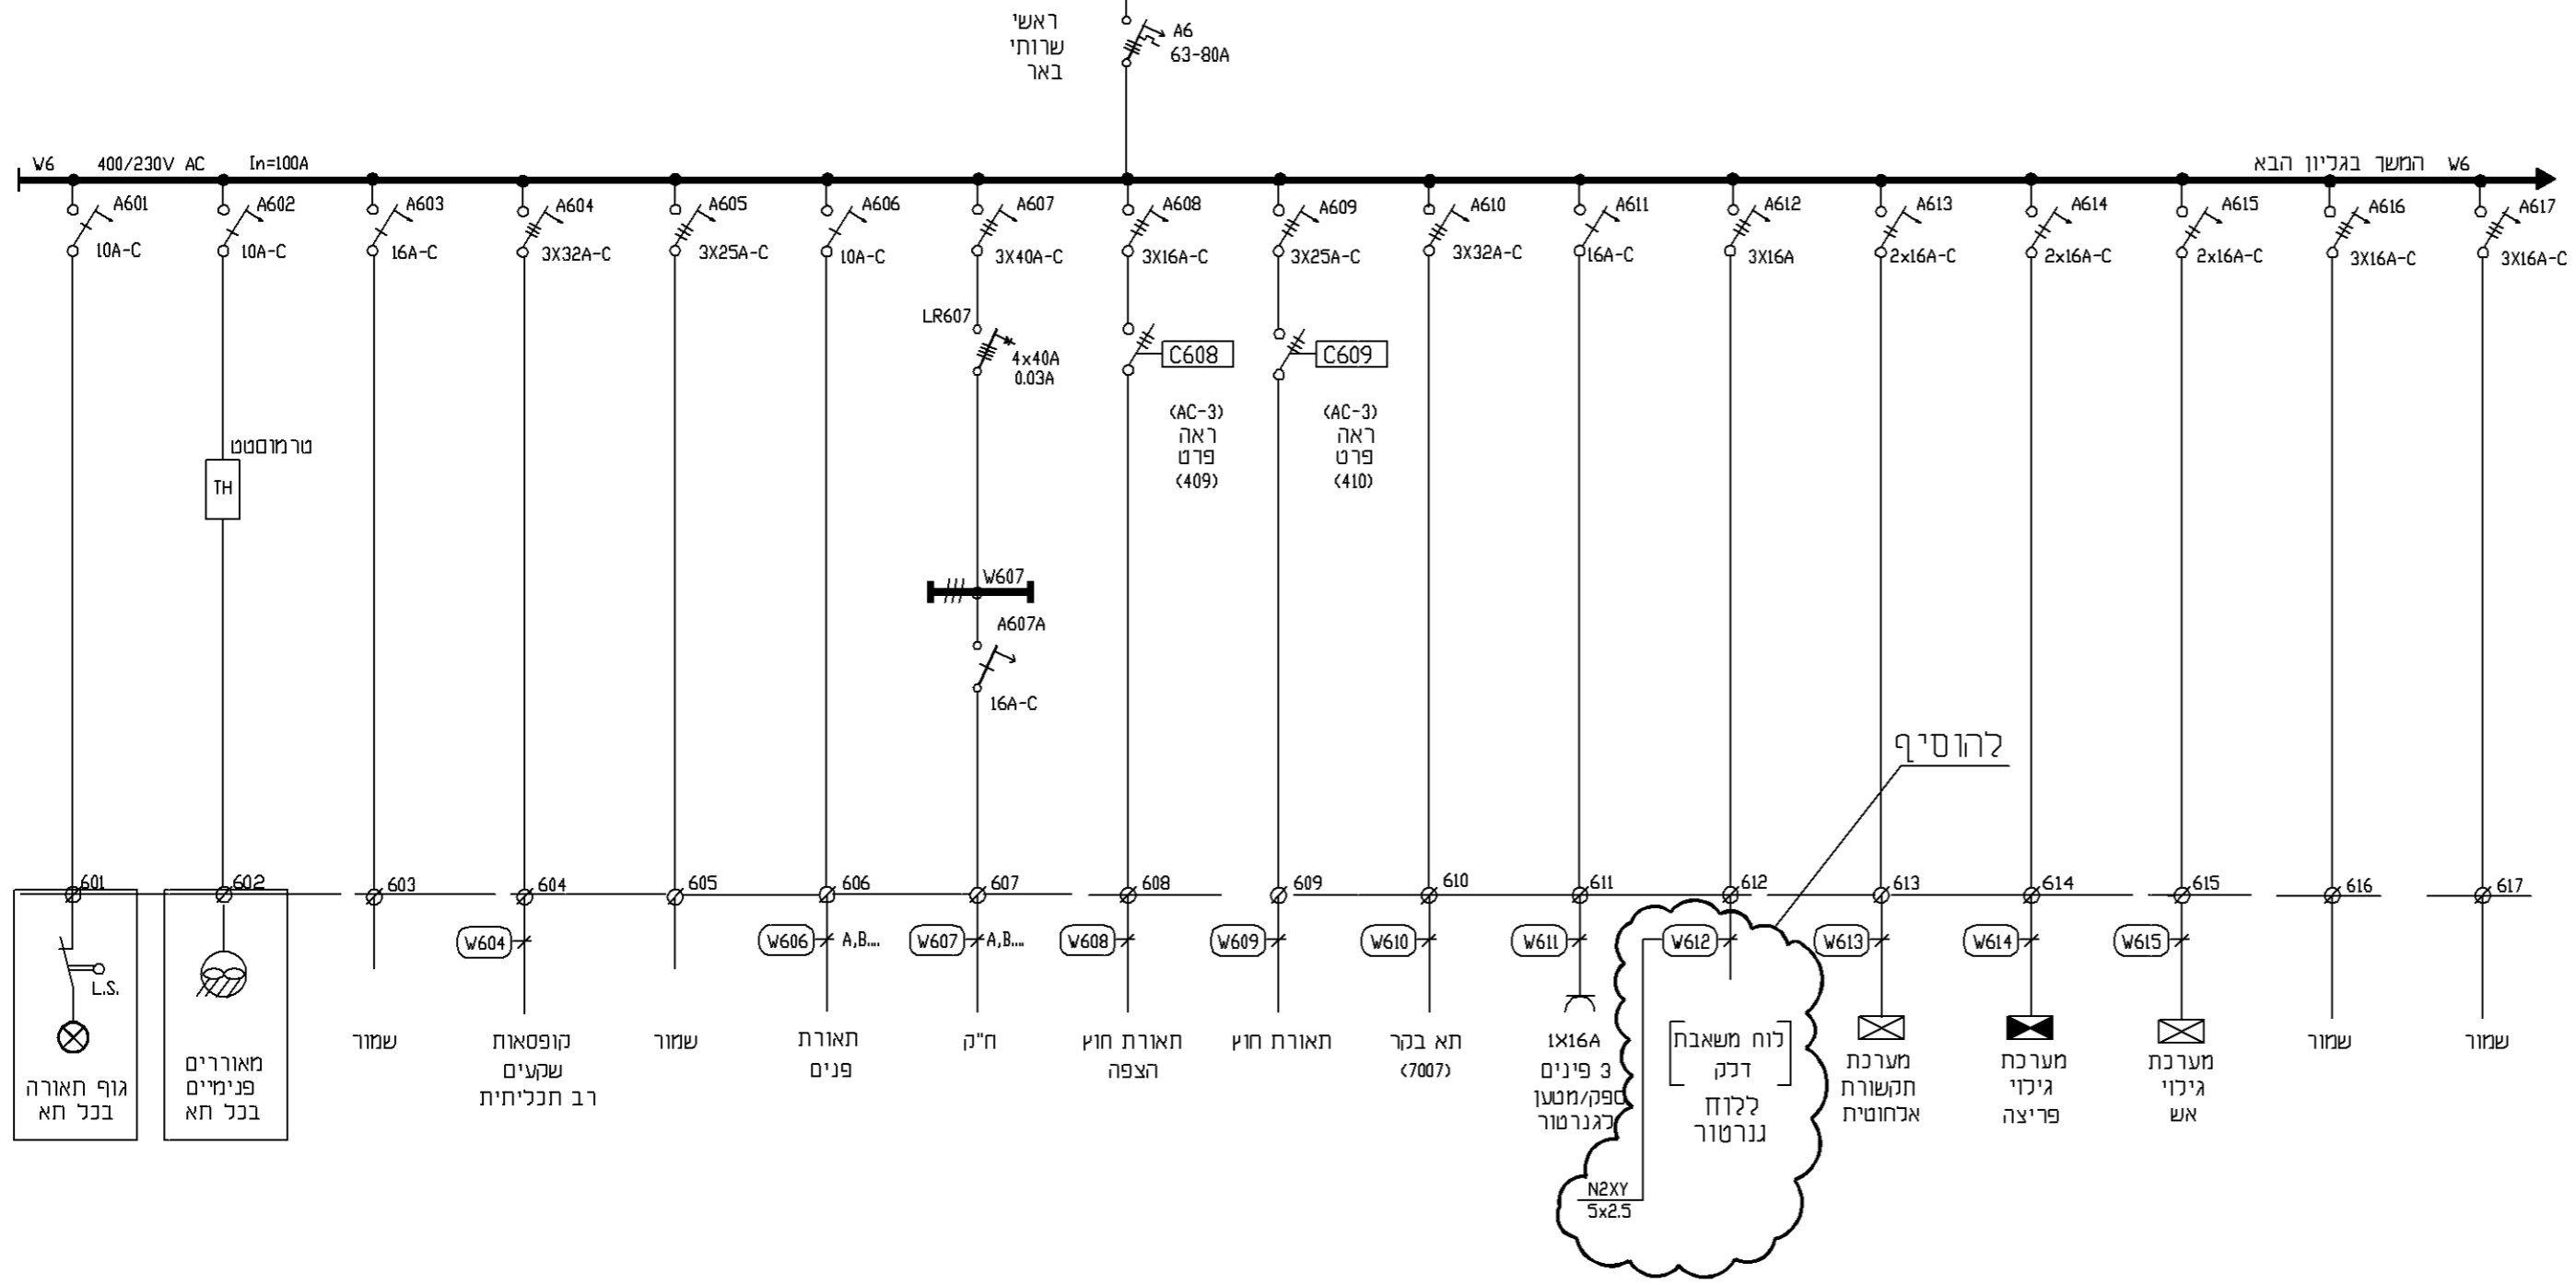 ראשי
שרותי
באר
A6
63-80A
W6 400/230V AC In=100A
המשך בגליון הבא W6
A601
10A-C
A602
10A-C
A603
16A-C
A604
3X32A-C
A605
3X25A-C
A606
10A-C
A607
3X40A-C
A608
3X16A-C
A609
3X25A-C
A610
3X32A-C
A611
16A-C
A612
3X16A
A613
2x16A-C
A614
2x16A-C
A615
2x16A-C
A616
3X16A-C
A617
3X16A-C
LR607
4x40A
0.03A
C608
(AC-3)
ראה
פרט
(409)
C609
(AC-3)
ראה
פרט
(410)
טרמוסטט
TH
W607
A607A
16A-C
להוסיף
601
602
603
604
605
606
607
608
609
610
611
612
613
614
615
616
617
W604
W606 A,B....
W607 A,B....
W608
W609
W610
W611
W612
W613
W614
W615
L.S.
גוף תאורה
בכל תא
מאוררים
פנימיים
בכל תא
שמור
קופסאות
שקעים
רב תכליתית
שמור
תאורת
פנים
ח"ק
תאורת חוץ
הצפה
תאורת חוץ
תא בקר
(7007)
1X16A
3 פינים
ספק/מטען
לגנרטור
לוח משאבת
דלק
ללוח
גנרטור
N2XY
5x2.5
מערכת
תקשורת
אלחוטית
מערכת
גילוי
פריצה
מערכת
גילוי
אש
שמור
שמור